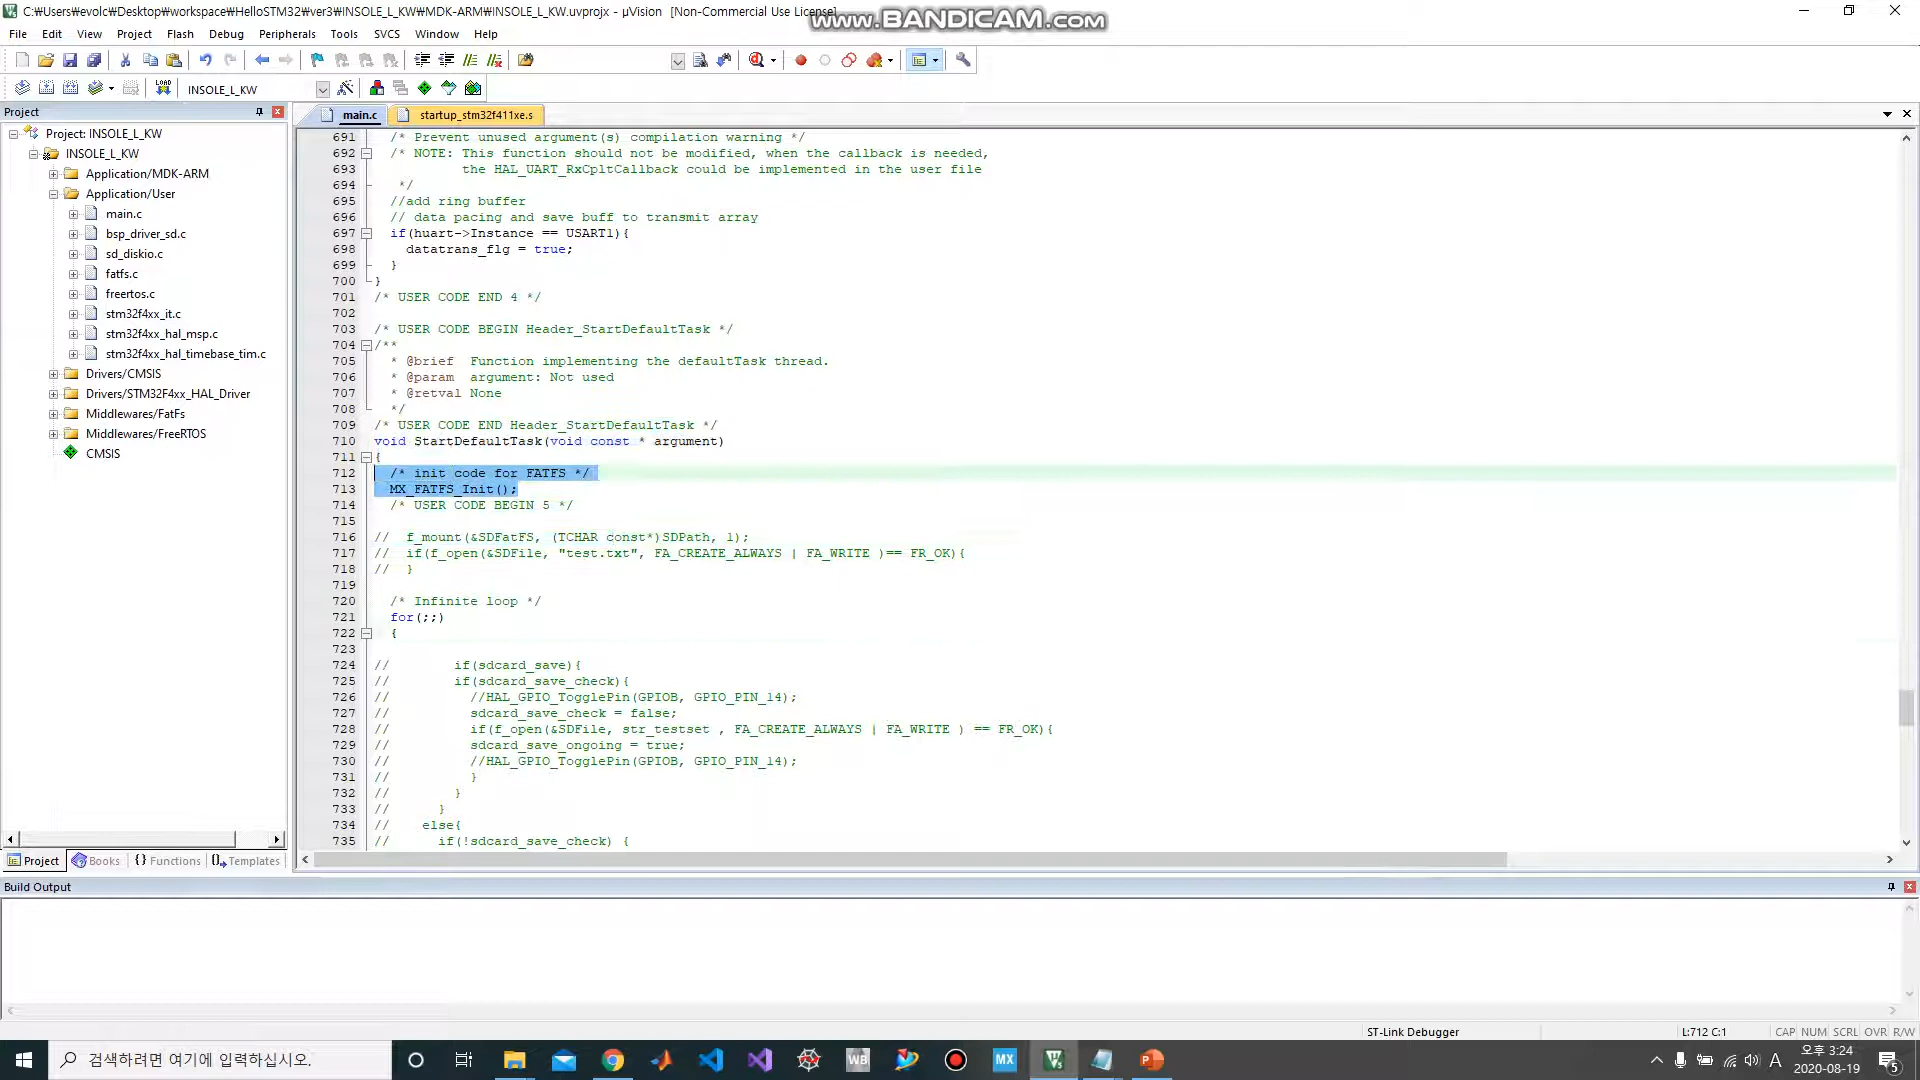 C:₩Users₩evolc₩Desktop₩workspace₩HelloSTM32₩ver3₩INSOLE_L_KW₩MDK-ARM₩INSOLE_L_KW.uvprojx - µVision [Non-Commercial Use License]
www.BANDICAM.com
File Edit View Project Flash Debug Peripherals Tools SVCS Window Help
LOAD INSOLE_L_KW
Project
main.c startup_stm32f411xe.s
Project: INSOLE_L_KW
INSOLE_L_KW
Application/MDK-ARM
Application/User
main.c
bsp_driver_sd.c
sd_diskio.c
fatfs.c
freertos.c
stm32f4xx_it.c
stm32f4xx_hal_msp.c
stm32f4xx_hal_timebase_tim.c
Drivers/CMSIS
Drivers/STM32F4xx_HAL_Driver
Middlewares/FatFs
Middlewares/FreeRTOS
CMSIS
691 /* Prevent unused argument(s) compilation warning */
692 /* NOTE: This function should not be modified, when the callback is needed,
693 the HAL_UART_RxCpltCallback could be implemented in the user file
694 */
695 //add ring buffer
696 // data pacing and save buff to transmit array
697 if(huart->Instance == USART1){
698 datatrans_flg = true;
699 }
700 }
701 /* USER CODE END 4 */
702
703 /* USER CODE BEGIN Header_StartDefaultTask */
704 /**
705 * @brief Function implementing the defaultTask thread.
706 * @param argument: Not used
707 * @retval None
708 */
709 /* USER CODE END Header_StartDefaultTask */
710 void StartDefaultTask(void const * argument)
711 {
712 /* init code for FATFS */
713 MX_FATFS_Init();
714 /* USER CODE BEGIN 5 */
715
716 // f_mount(&SDFatFS, (TCHAR const*)SDPath, 1);
717 // if(f_open(&SDFile, "test.txt", FA_CREATE_ALWAYS | FA_WRITE )== FR_OK){
718 // }
719
720 /* Infinite loop */
721 for(;;)
722 {
723
724 // if(sdcard_save){
725 // if(sdcard_save_check){
726 // //HAL_GPIO_TogglePin(GPIOB, GPIO_PIN_14);
727 // sdcard_save_check = false;
728 // if(f_open(&SDFile, str_testset , FA_CREATE_ALWAYS | FA_WRITE ) == FR_OK){
729 // sdcard_save_ongoing = true;
730 // //HAL_GPIO_TogglePin(GPIOB, GPIO_PIN_14);
731 // }
732 // }
733 // }
734 // else{
735 // if(!sdcard_save_check) {
Project Books {} Functions Templates
Build Output
ST-Link Debugger L:712 C:1 CAP NUM SCRL OVR R/W
검색하려면 여기에 입력하십시오.
WB MX A
오후 3:24
2020-08-19
5